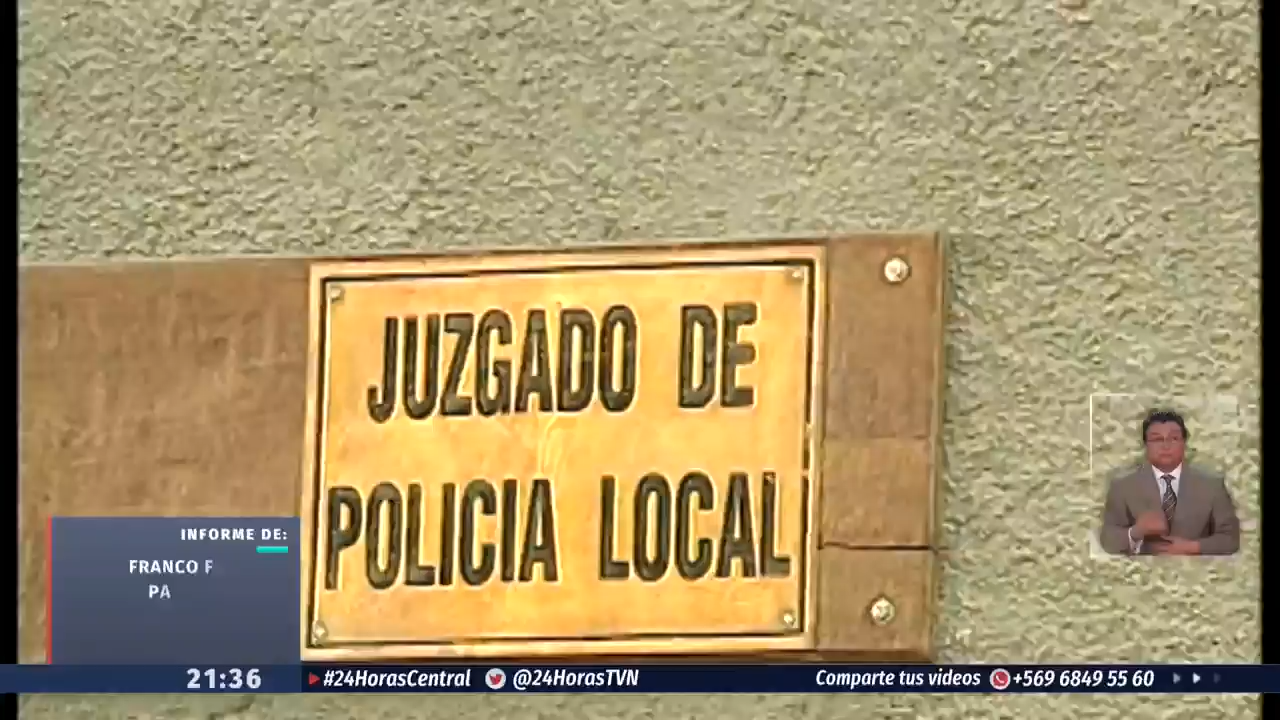 JUZGADO DE
POLICIA LOCAL
INFORME DE:
FRANCO F
PA
21:36
#24HorasCentral
@24HorasTVN
Comparte tus videos
+569 6849 55 60